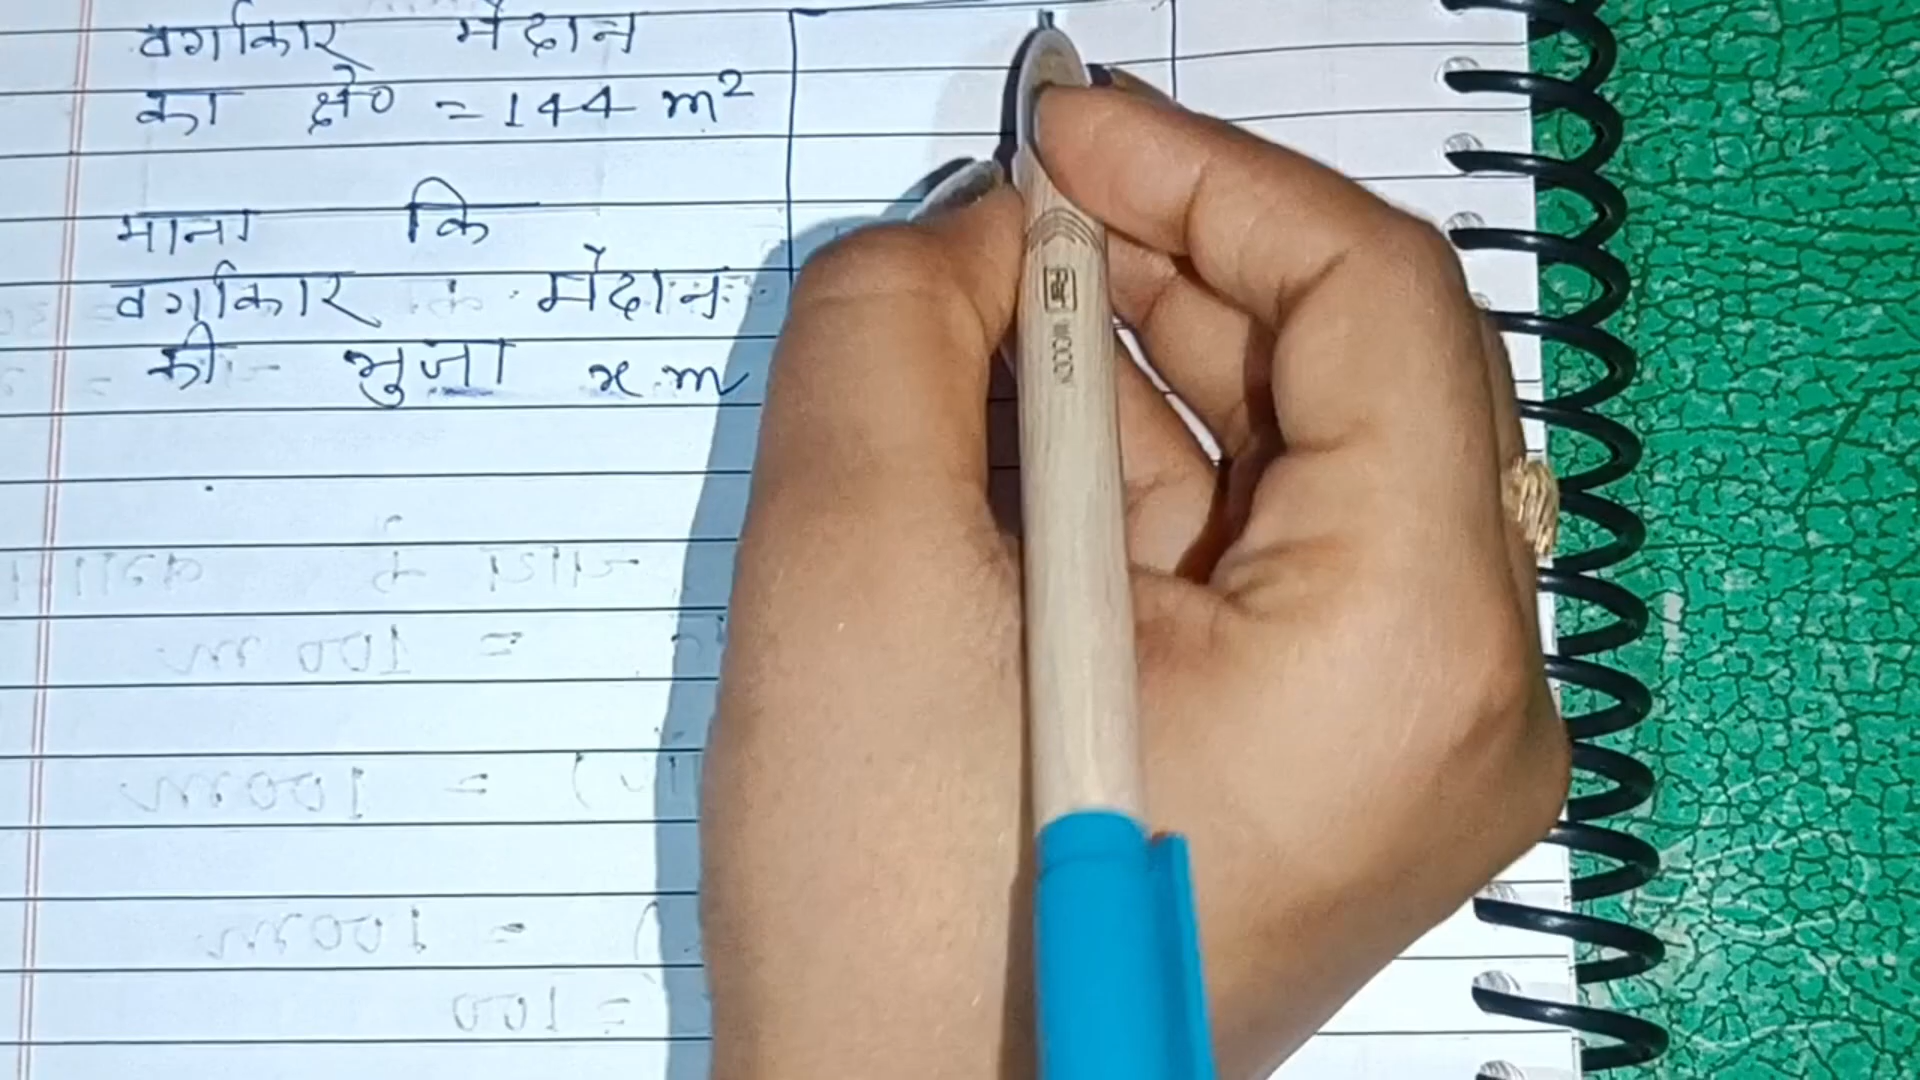 वर्गाकार मैदान
का क्षे० = 144 m²
माना कि
वर्गाकार मैदान
की भुजा x m